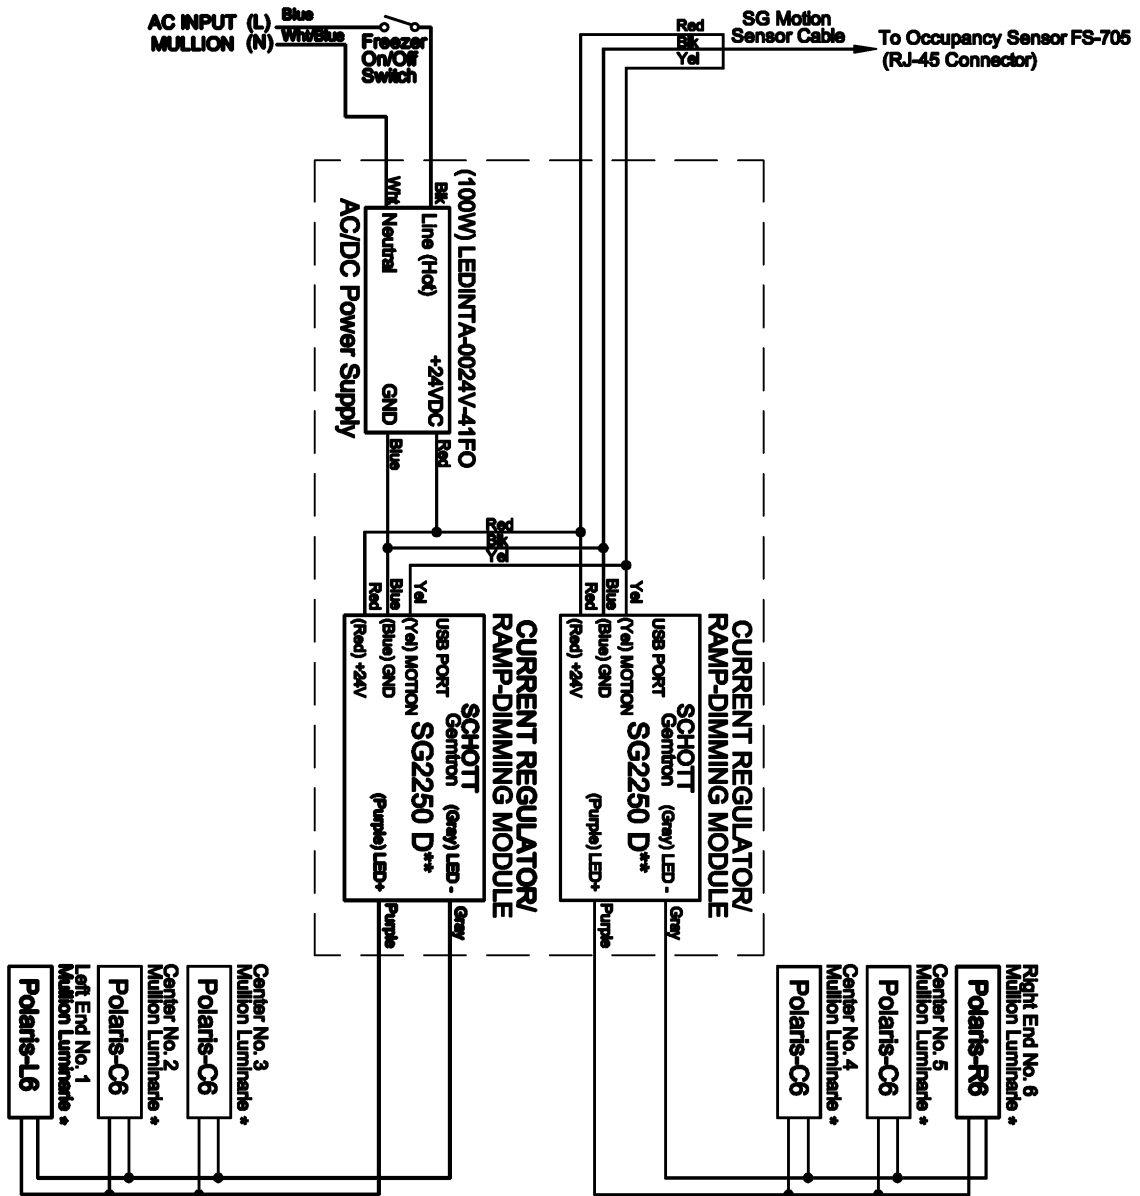 AC INPUT (L) Blue
MULLION (N) Wht/Blue
Freezer
On/Off
Switch
Red
Blk
Yel
SG Motion
Sensor Cable
To Occupancy Sensor FS-705
(RJ-45 Connector)
(100W) LEDINTA-0024V-41FO
AC/DC Power Supply
Wht
Blk
Neutral
Line (Hot)
GND
+24VDC
Blue
Red
Red
Blk
Yel
Red
Blue
Yel
(Red) +24V
(Blue) GND
(Yel) MOTION
USB PORT
SCHOTT
Gemtron
SG2250 D**
(Purple) LED+
(Gray) LED -
CURRENT REGULATOR/
RAMP-DIMMING MODULE
Purple
Gray
Red
Blue
Yel
(Red) +24V
(Blue) GND
(Yel) MOTION
USB PORT
SCHOTT
Gemtron
SG2250 D**
(Purple) LED+
(Gray) LED -
CURRENT REGULATOR/
RAMP-DIMMING MODULE
Purple
Gray
Left End No. 1
Mullion Luminarie *
Polaris-L6
Center No. 2
Mullion Luminarie *
Polaris-C6
Center No. 3
Mullion Luminarie *
Polaris-C6
Center No. 4
Mullion Luminarie *
Polaris-C6
Center No. 5
Mullion Luminarie *
Polaris-C6
Right End No. 6
Mullion Luminarie *
Polaris-R6